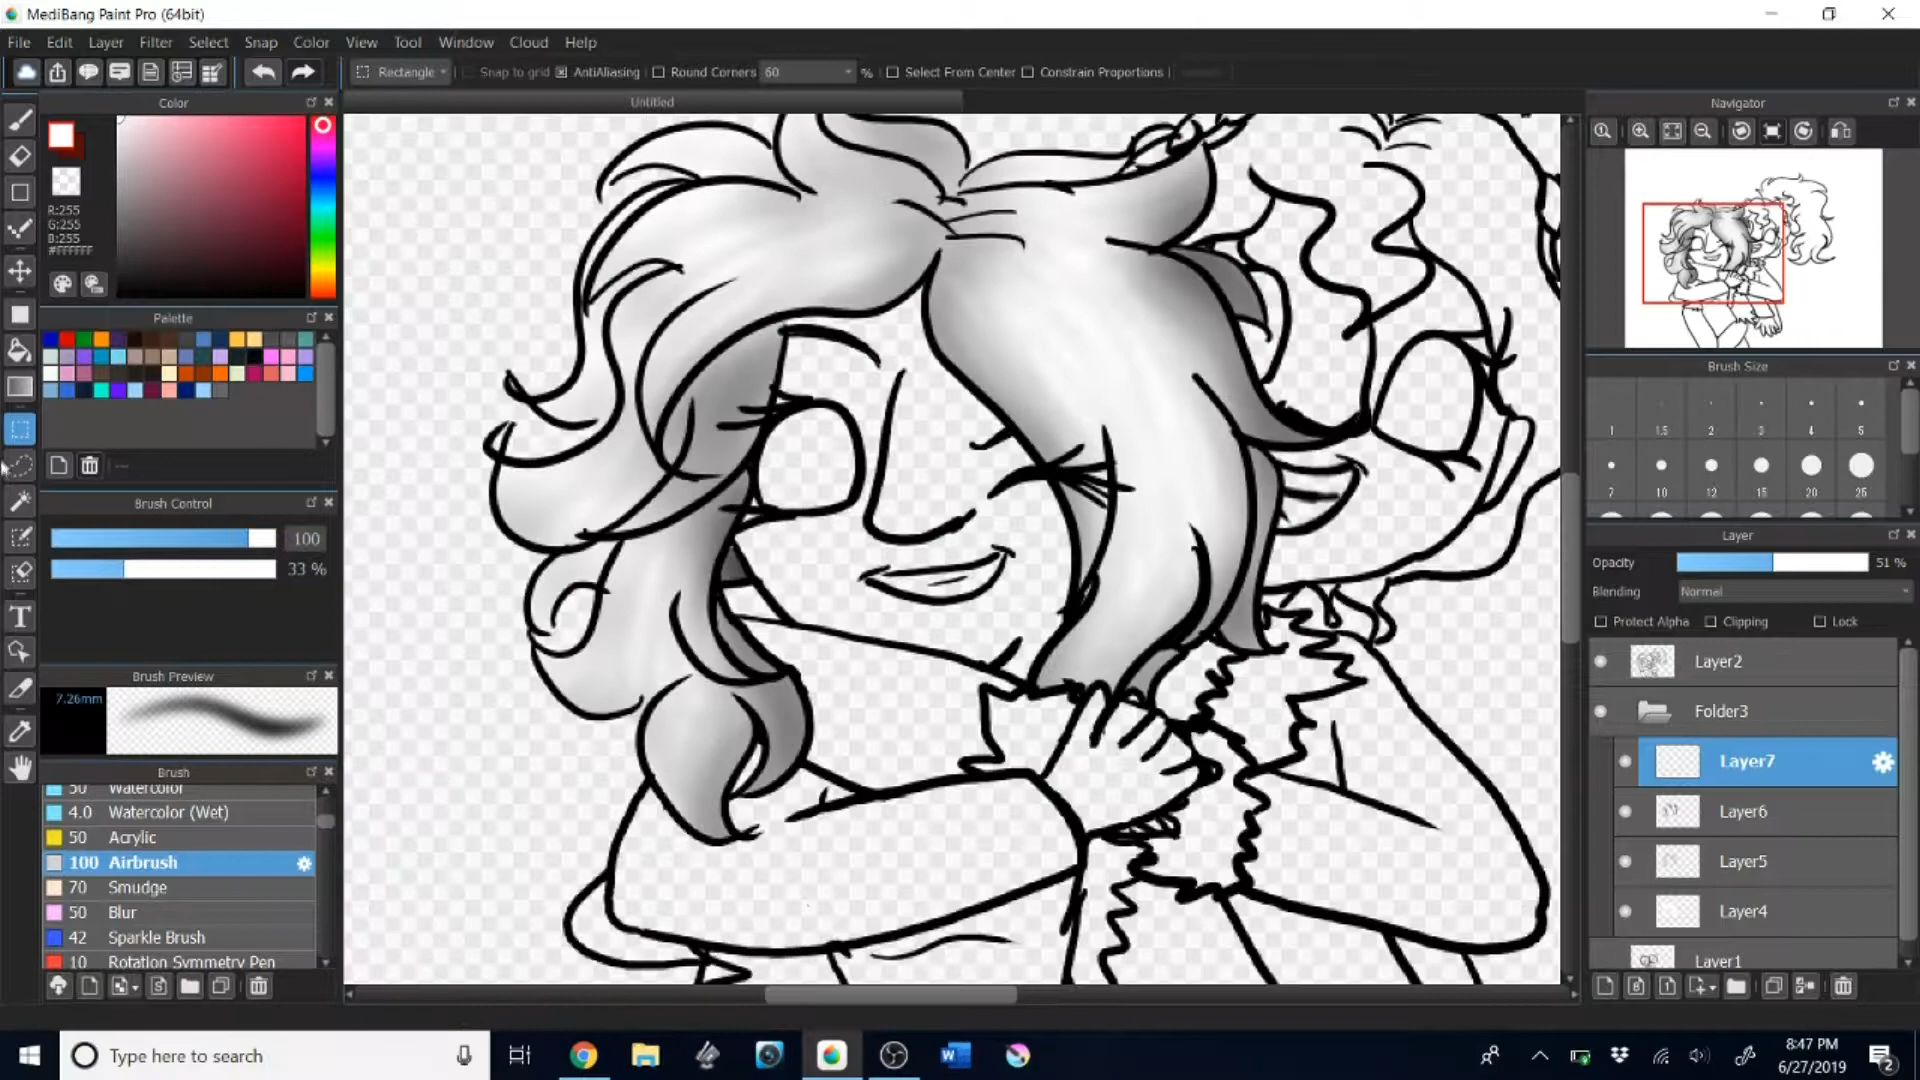 MediBang Paint Pro (64bit)
File Edit Layer Filter Select Snap Color View Tool Window Cloud Help
Rectangle Snap to grid AntiAliasing Round Corners 60 % Select From Center Constrain Proportions
Color
Untitled
Navigator
R:255
G:255
B:255
#FFFFFF
Palette
Brush Size
1 1.5 2 3 4 5
7 10 12 15 20 25
Brush Control
100
33 %
Layer
Opacity 51 %
Blending Normal
Protect Alpha Clipping Lock
Layer2
Folder3
Layer7
Layer6
Layer5
Layer4
Layer1
Brush Preview
7.26mm
Brush
50 Watercolor
4.0 Watercolor (Wet)
50 Acrylic
100 Airbrush
70 Smudge
50 Blur
42 Sparkle Brush
10 Rotation Symmetry Pen
Type here to search
8:47 PM
6/27/2019
2